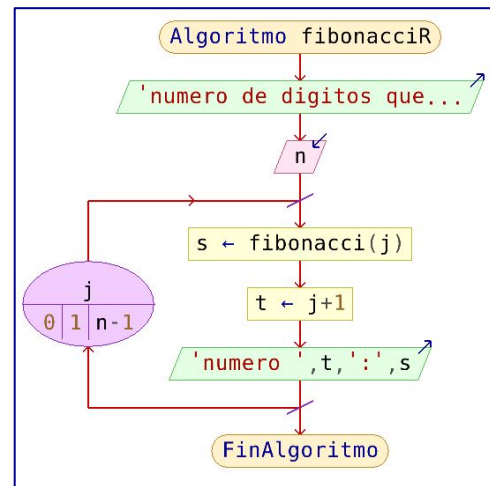 Algoritmo fibonacciR
'numero de digitos que...
n
s ← fibonacci(j)
j
0 1 n-1
t ← j+1
'numero ',t,':',s
FinAlgoritmo